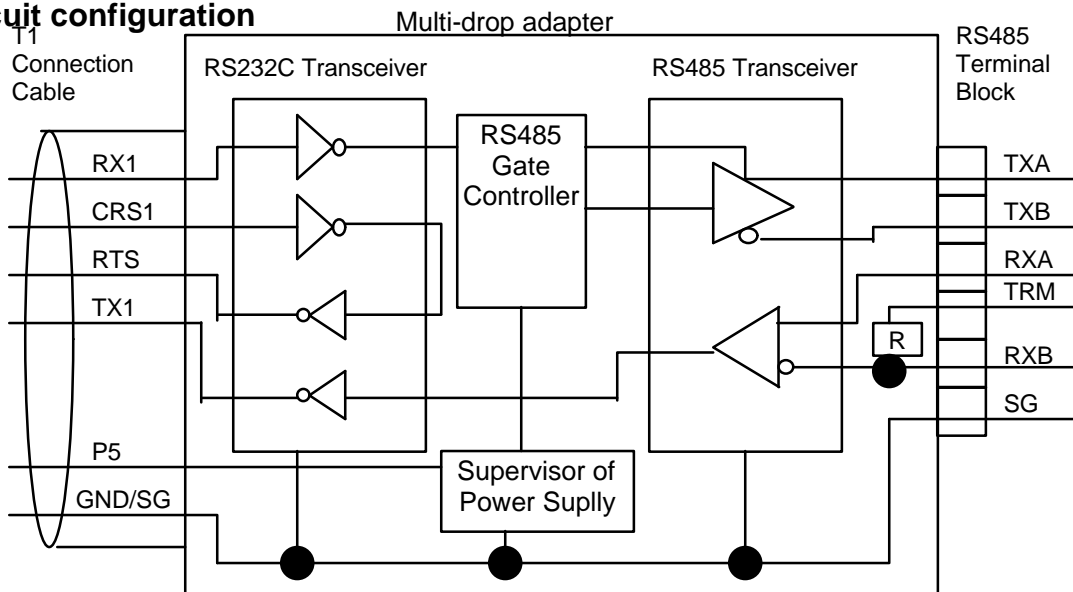 cuit configuration
Multi-drop adapter
T1
Connection
Cable
RS232C Transceiver
RS485 Transceiver
RS485
Terminal
Block
RS485
Gate
Controller
RX1
CRS1
RTS
TX1
P5
GND/SG
TXA
TXB
RXA
TRM
R
RXB
SG
Supervisor of
Power Suplly